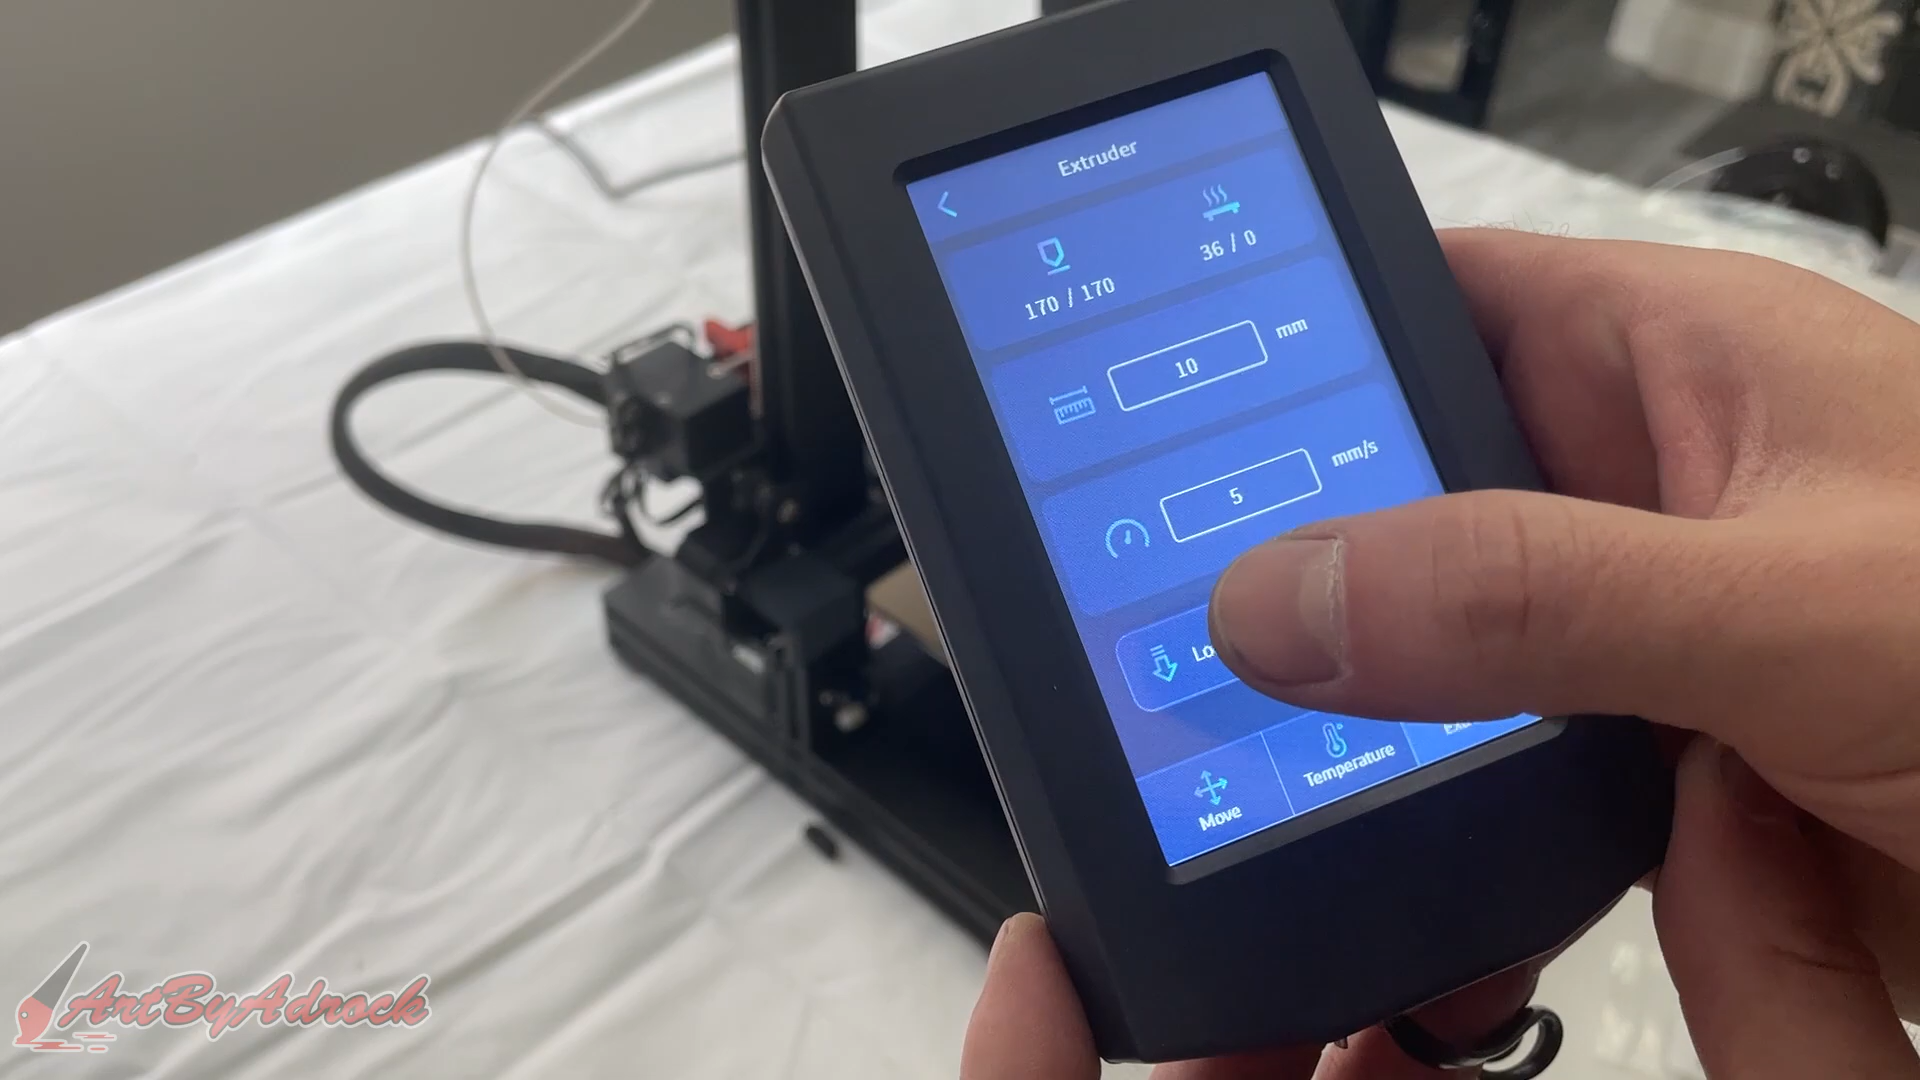 Extruder
170 / 170
36 / 0
10
mm
5
mm/s
Move
Temperature
ArtByAdrock